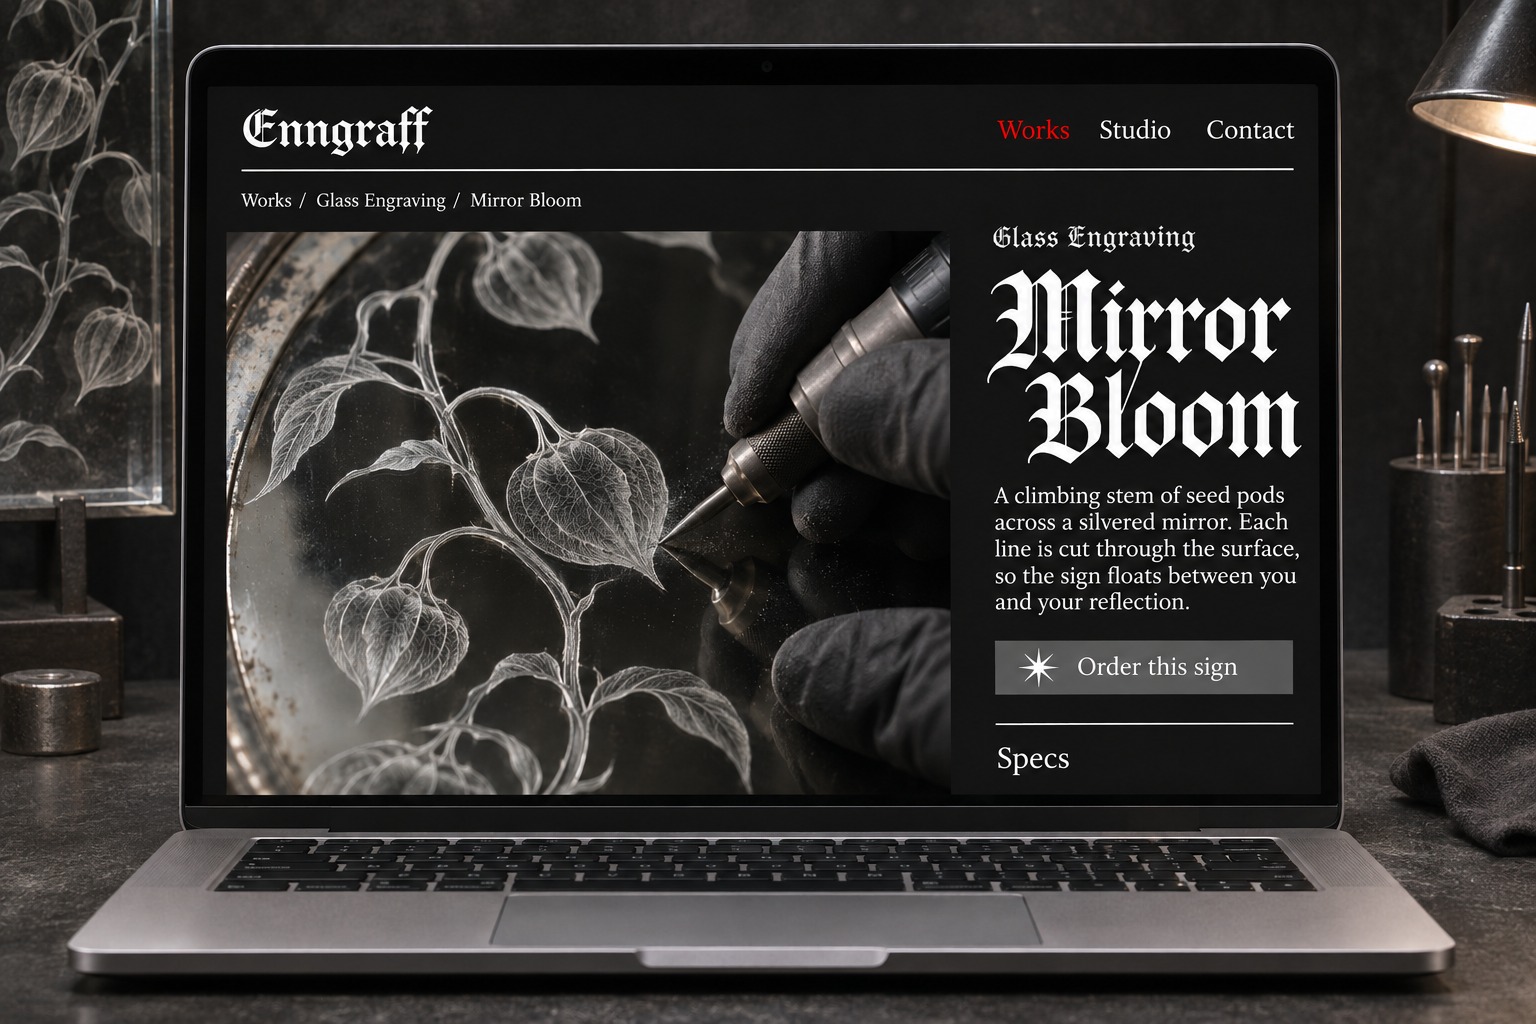 Enngraff
Works Studio Contact
Works / Glass Engraving / Mirror Bloom
Glass Engraving
Mirror
Bloom
A climbing stem of seed pods
across a silvered mirror. Each
line is cut through the surface,
so the sign floats between you
and your reflection.
Order this sign
Specs